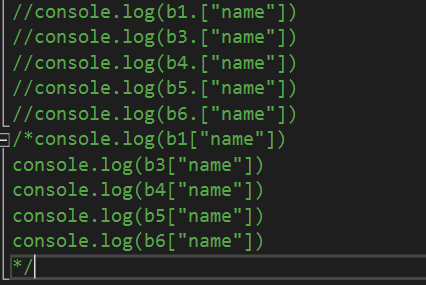 //console.log(b1.["name"])
//console.log(b3.["name"])
//console.log(b4.["name"])
//console.log(b5.["name"])
//console.log(b6.["name"])
/*console.log(b1["name"])
console.log(b3["name"])
console.log(b4["name"])
console.log(b5["name"])
console.log(b6["name"])
*/